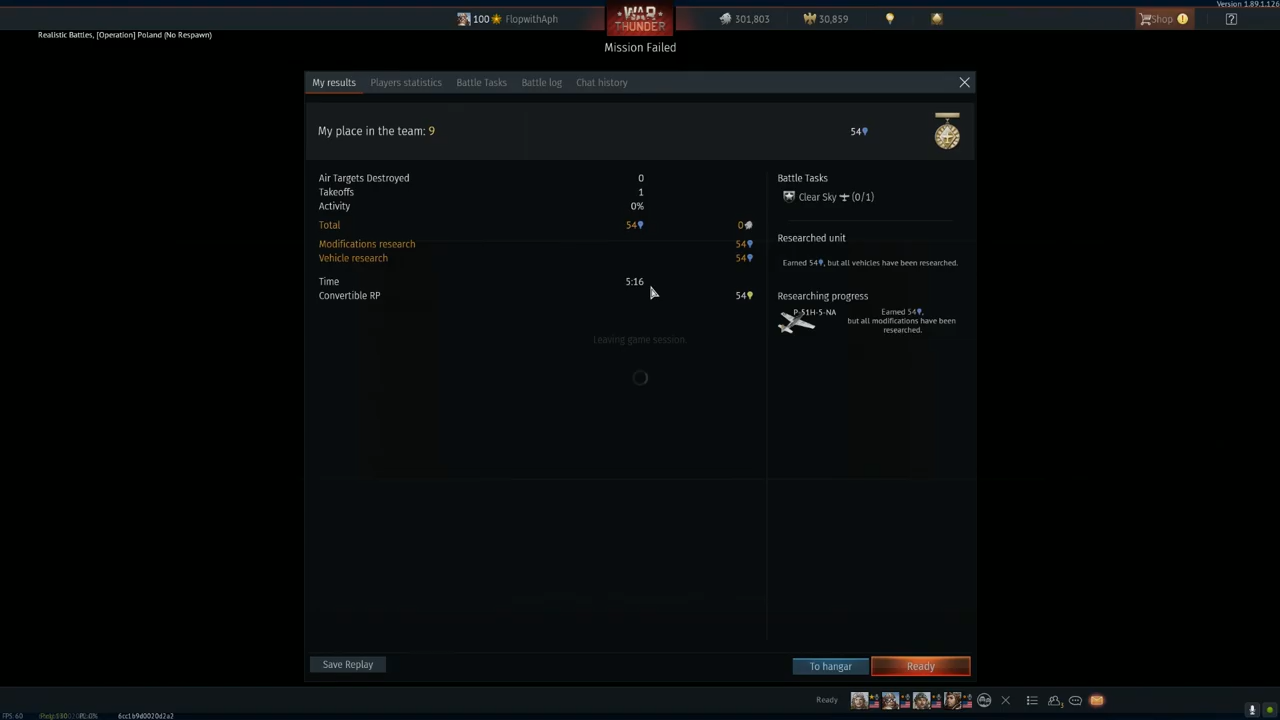 Version 1.89.1.126
100 FlopwithAph
WAR THUNDER
301,803
30,859
Shop
Realistic Battles, [Operation] Poland (No Respawn)
Mission Failed
My results Players statistics Battle Tasks Battle log Chat history
My place in the team: 9 54
Air Targets Destroyed 0
Takeoffs 1
Activity 0%
Total 54 0
Modifications research 54
Vehicle research 54
Time 5:16
Convertible RP 54
Leaving game session.
Battle Tasks
Clear Sky (0/1)
Researched unit
Earned 54, but all vehicles have been researched.
Researching progress
P-51H-5-NA
Earned 54,
but all modifications have been
researched.
Save Replay
To hangar
Ready
Ready
FPS: 60
6cc1b9d0020d2a2